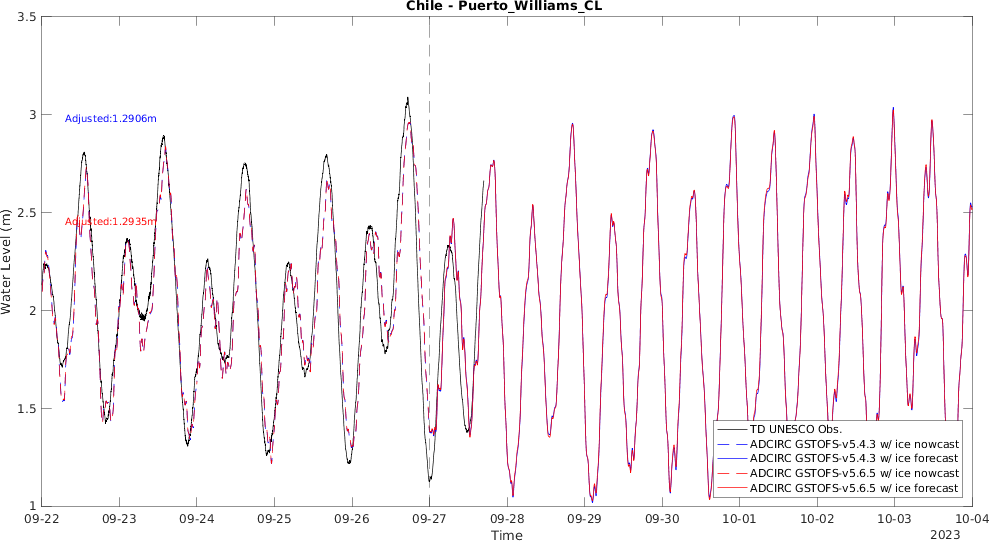 Chile - Puerto_Williams_CL
3.5
3
2.5
2
1.5
1
Water Level (m)
Adjusted:1.2906m
Adjusted:1.2935m
TD UNESCO Obs.
ADCIRC GSTOFS-v5.4.3 w/ ice nowcast
ADCIRC GSTOFS-v5.4.3 w/ ice forecast
ADCIRC GSTOFS-v5.6.5 w/ ice nowcast
ADCIRC GSTOFS-v5.6.5 w/ ice forecast
09-22 09-23 09-24 09-25 09-26 09-27 09-28 09-29 09-30 10-01 10-02 10-03 10-04
Time
2023